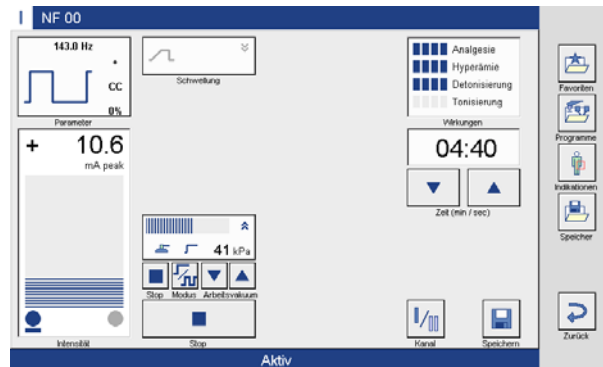 I NF 00
143.0 Hz
CC
0%
Parameter
Schwellung
Analgesie
Hyperämie
Detonisierung
Tonisierung
Wirkungen
+ 10.6
mA peak
04:40
Zeit (min / sec)
41 kPa
Stop Modus Arbeitsvakuum
Intensität
Stop
Kanal
Speichern
Aktiv
Favoriten
Programme
Indikationen
Speicher
Zurück